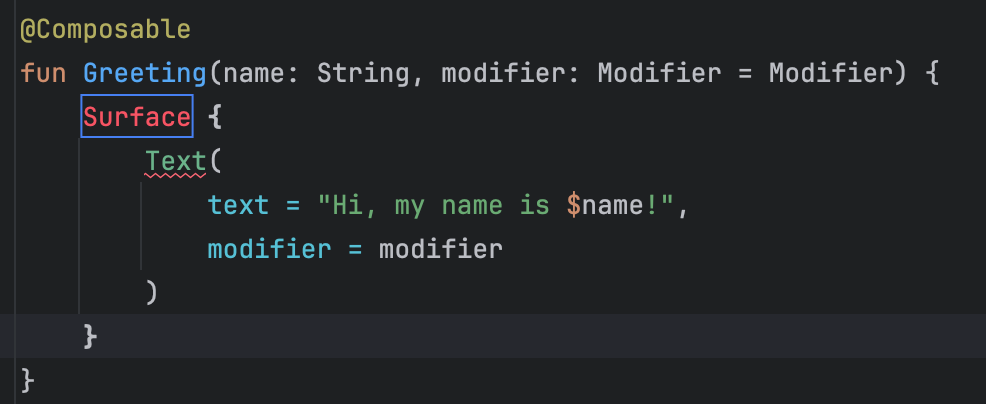 @Composable
fun Greeting(name: String, modifier: Modifier = Modifier) {
    Surface {
        Text(
            text = "Hi, my name is $name!",
            modifier = modifier
        )
    }
}